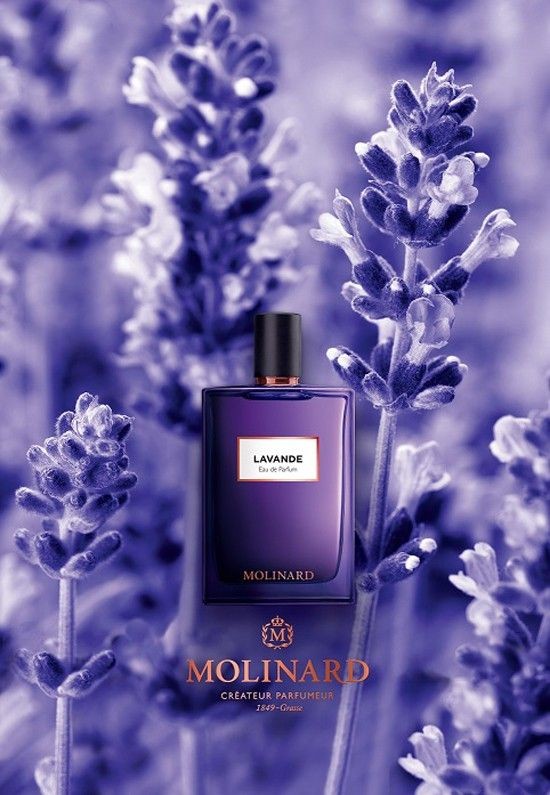 LAVANDE
Eau de Parfum
MOLINARD
M
MOLINARD
CRÉATEUR PARFUMEUR
1849-Grasse